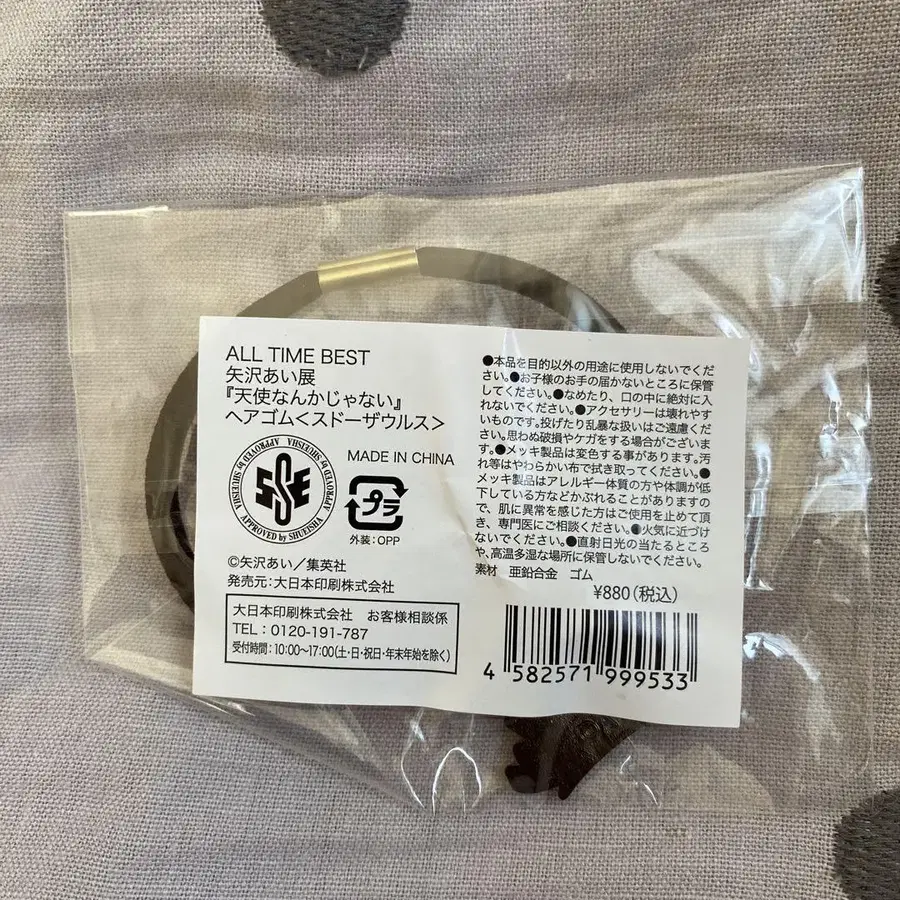 ALL TIME BEST
矢沢あい展
『天使なんかじゃない』
ヘアゴム＜スドーザウルス＞
MADE IN CHINA
APPROVED by SHUEISHA APPROVED by SHUEISHA APPROVED by SHUEISHA
SSE
プラ
外装：OPP
©矢沢あい／集英社
発売元：大日本印刷株式会社
大日本印刷株式会社　お客様相談係
TEL：0120-191-787
受付時間：10:00〜17:00（土・日・祝日・年末年始を除く）
●本品を目的以外の用途に使用しないでくだ
さい。●お子様のお手の届かないところに保管
してください。●なめたり、口の中に絶対に入
れないでください。●アクセサリーは壊れやす
いものです。投げたり乱暴な扱いはご遠慮くだ
さい。思わぬ破損やケガをする場合がございま
す。●メッキ製品は変色する事があります。汚
れ等はやわらかい布で拭き取ってください。●
メッキ製品はアレルギー体質の方や体調が低
下している方などかぶれることがありますの
で、肌に異常を感じた方はご使用を止めて頂
き、専門医にご相談ください。●火気に近づけ
ないでください。●直射日光の当たるところ
や、高温多湿な場所に保管しないでください。
素材　亜鉛合金　ゴム
¥880（税込）
4 582571 999533